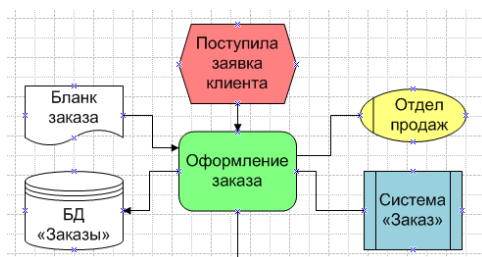 Поступила
заявка
клиента
Бланк
заказа
Отдел
продаж
Оформление
заказа
БД
«Заказы»
Система
«Заказ»